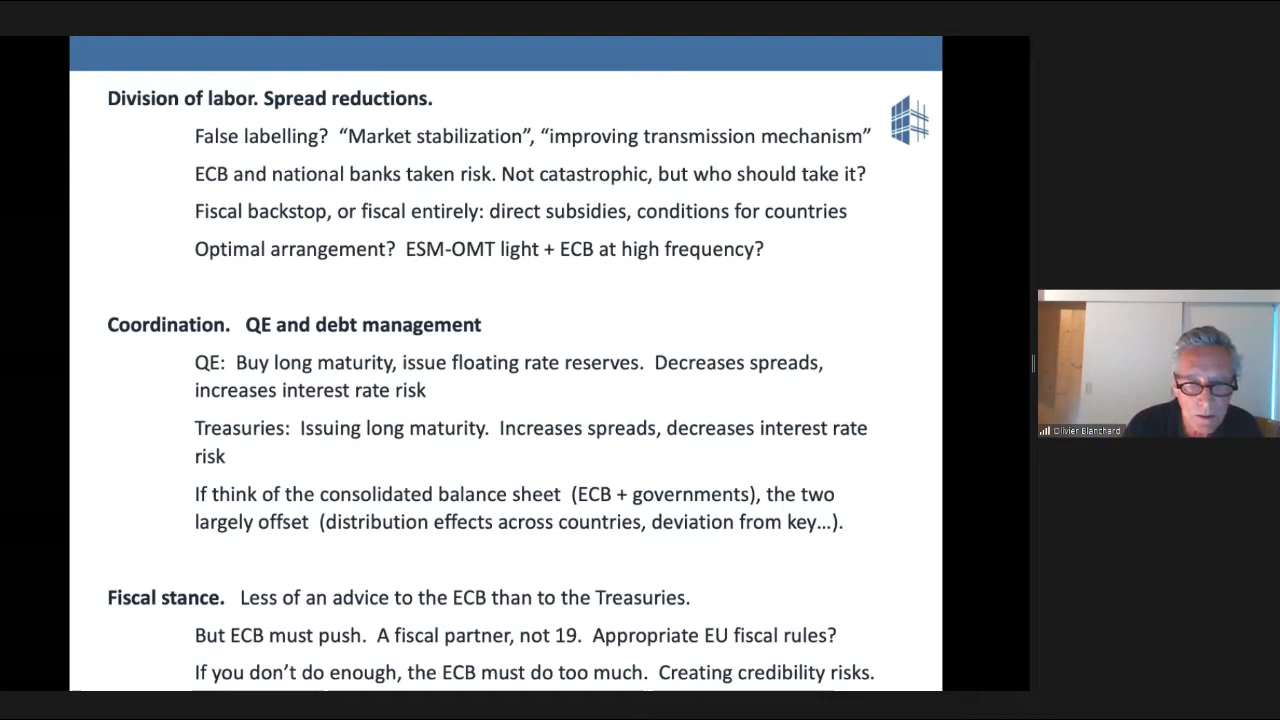 Division of labor. Spread reductions.
False labelling? “Market stabilization”, “improving transmission mechanism”
ECB and national banks taken risk. Not catastrophic, but who should take it?
Fiscal backstop, or fiscal entirely: direct subsidies, conditions for countries
Optimal arrangement? ESM-OMT light + ECB at high frequency?
Coordination. QE and debt management
QE: Buy long maturity, issue floating rate reserves. Decreases spreads,
increases interest rate risk
Treasuries: Issuing long maturity. Increases spreads, decreases interest rate
risk
If think of the consolidated balance sheet (ECB + governments), the two
largely offset (distribution effects across countries, deviation from key…).
Fiscal stance. Less of an advice to the ECB than to the Treasuries.
But ECB must push. A fiscal partner, not 19. Appropriate EU fiscal rules?
If you don’t do enough, the ECB must do too much. Creating credibility risks.
Olivier Blanchard